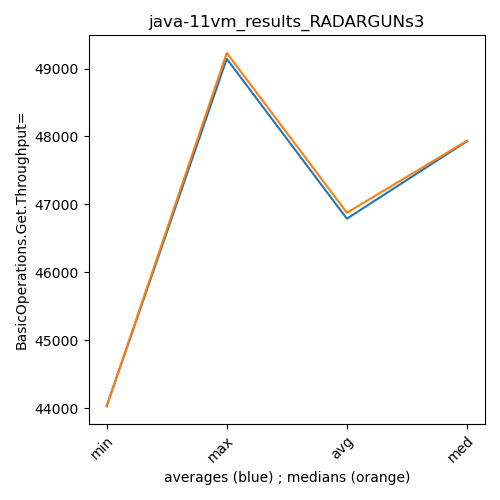 java-11vm_results_RADARGUNs3
BasicOperations.Get.Throughput=
49000
48000
47000
46000
45000
44000
min
max
avg
med
averages (blue) ; medians (orange)